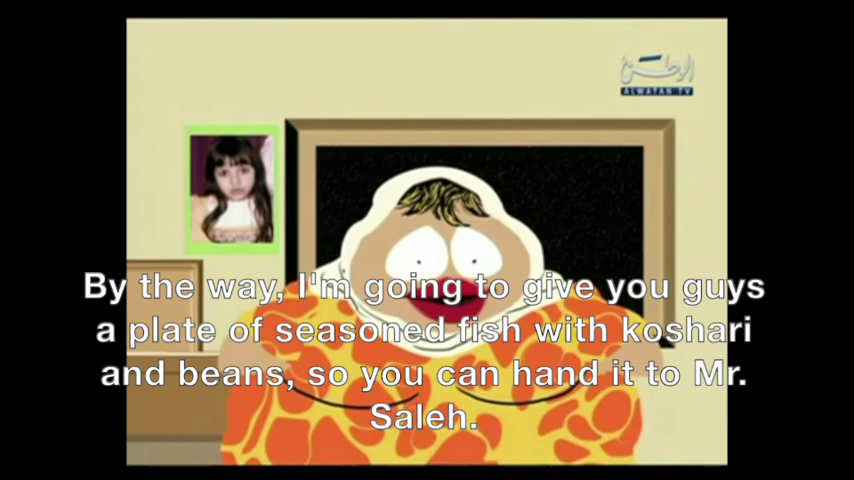 الوطن
ALWATAN TV
By the way, I'm going to give you guys
a plate of seasoned fish with koshari
and beans, so you can hand it to Mr.
Saleh.